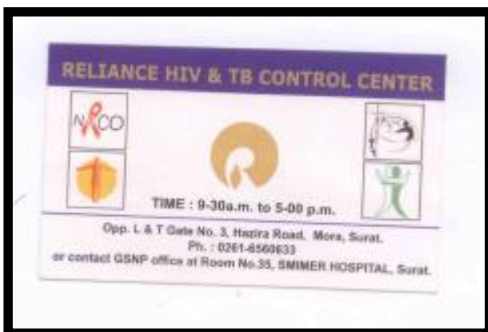 RELIANCE HIV & TB CONTROL CENTER
NACO
TIME : 9-30a.m. to 5-00 p.m.
Opp. L & T Gate No. 3, Hazira Road, Mora, Surat.
Ph. : 0261-6560633
or contact GSNP office at Room No.35, SMIMER HOSPITAL, Surat.